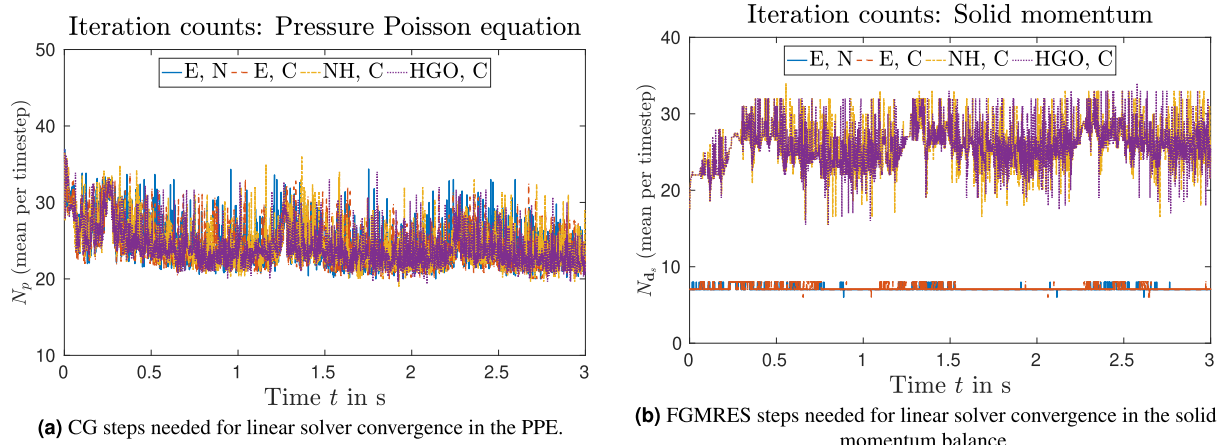 Iteration counts: Pressure Poisson equation
50
40
30
20
10
N_p (mean per timestep)
E, N E, C NH, C HGO, C
0 0.5 1 1.5 2 2.5 3
Time t in s
(a) CG steps needed for linear solver convergence in the PPE.
Iteration counts: Solid momentum
40
30
20
10
0
N_{d_s} (mean per timestep)
E, N E, C NH, C HGO, C
0 0.5 1 1.5 2 2.5 3
Time t in s
(b) FGMRES steps needed for linear solver convergence in the solid
momentum balance